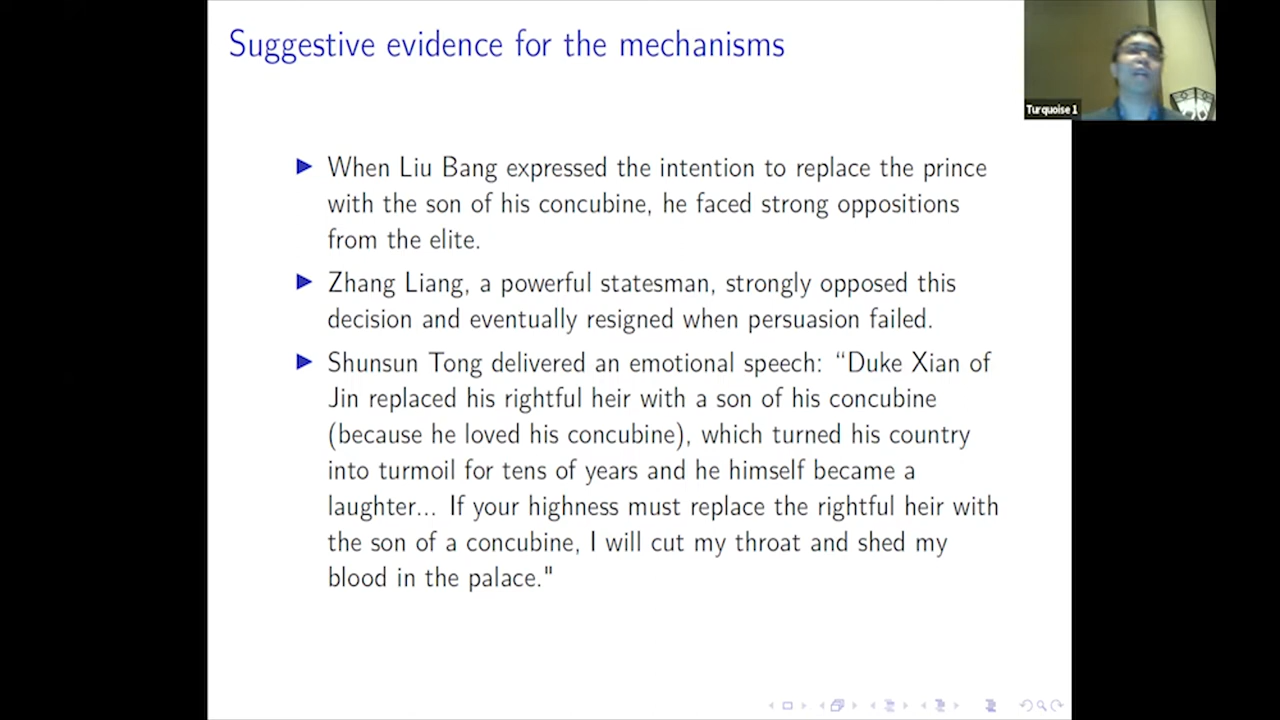 Suggestive evidence for the mechanisms
Turquoise 1
When Liu Bang expressed the intention to replace the prince
with the son of his concubine, he faced strong oppositions
from the elite.
Zhang Liang, a powerful statesman, strongly opposed this
decision and eventually resigned when persuasion failed.
Shunsun Tong delivered an emotional speech: “Duke Xian of
Jin replaced his rightful heir with a son of his concubine
(because he loved his concubine), which turned his country
into turmoil for tens of years and he himself became a
laughter... If your highness must replace the rightful heir with
the son of a concubine, I will cut my throat and shed my
blood in the palace."